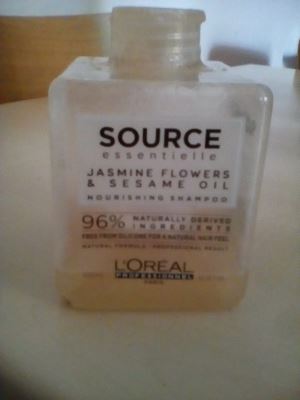 SOURCE
essentielle
JASMINE FLOWERS
& SESAME OIL
NOURISHING SHAMPOO
96% NATURALLY DERIVED
INGREDIENTS
FREE FROM SILICONE FOR A NATURAL HAIR FEEL
NATURAL FORMULA • PROFESSIONAL RESULT
L'ORÉAL
PROFESSIONNEL
PARIS